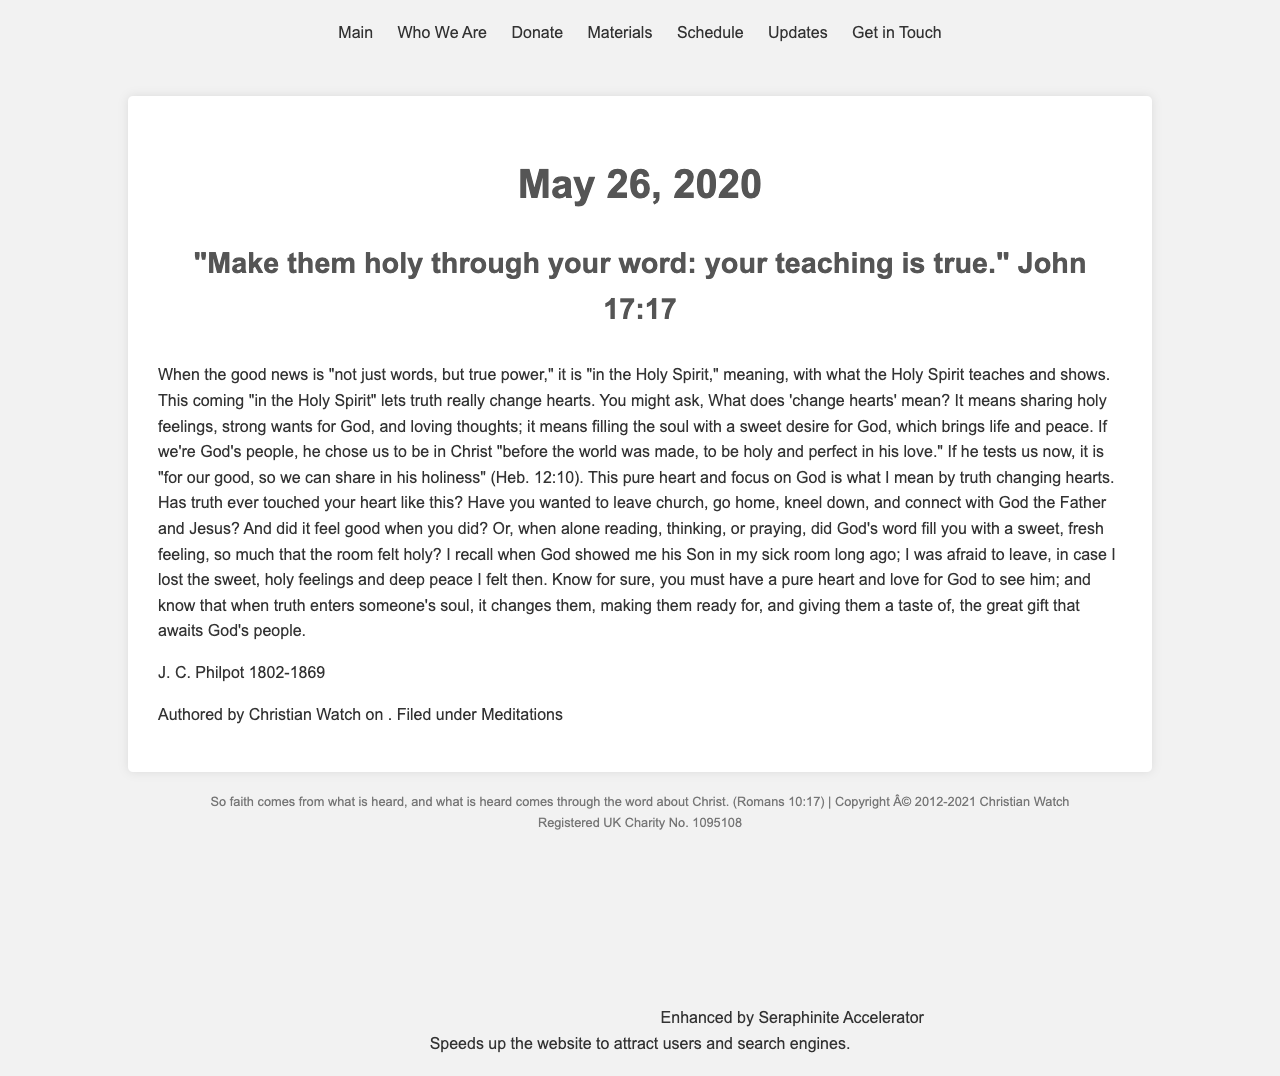 Main Who We Are Donate Materials Schedule Updates Get in Touch
May 26, 2020
"Make them holy through your word: your teaching is true." John
17:17
When the good news is "not just words, but true power," it is "in the Holy Spirit," meaning, with what the Holy Spirit teaches and shows.
This coming "in the Holy Spirit" lets truth really change hearts. You might ask, What does 'change hearts' mean? It means sharing holy
feelings, strong wants for God, and loving thoughts; it means filling the soul with a sweet desire for God, which brings life and peace. If
we're God's people, he chose us to be in Christ "before the world was made, to be holy and perfect in his love." If he tests us now, it is
"for our good, so we can share in his holiness" (Heb. 12:10). This pure heart and focus on God is what I mean by truth changing hearts.
Has truth ever touched your heart like this? Have you wanted to leave church, go home, kneel down, and connect with God the Father
and Jesus? And did it feel good when you did? Or, when alone reading, thinking, or praying, did God's word fill you with a sweet, fresh
feeling, so much that the room felt holy? I recall when God showed me his Son in my sick room long ago; I was afraid to leave, in case I
lost the sweet, holy feelings and deep peace I felt then. Know for sure, you must have a pure heart and love for God to see him; and
know that when truth enters someone's soul, it changes them, making them ready for, and giving them a taste of, the great gift that
awaits God's people.
J. C. Philpot 1802-1869
Authored by Christian Watch on . Filed under Meditations
So faith comes from what is heard, and what is heard comes through the word about Christ. (Romans 10:17) | Copyright Â© 2012-2021 Christian Watch
Registered UK Charity No. 1095108
Enhanced by Seraphinite Accelerator
Speeds up the website to attract users and search engines.